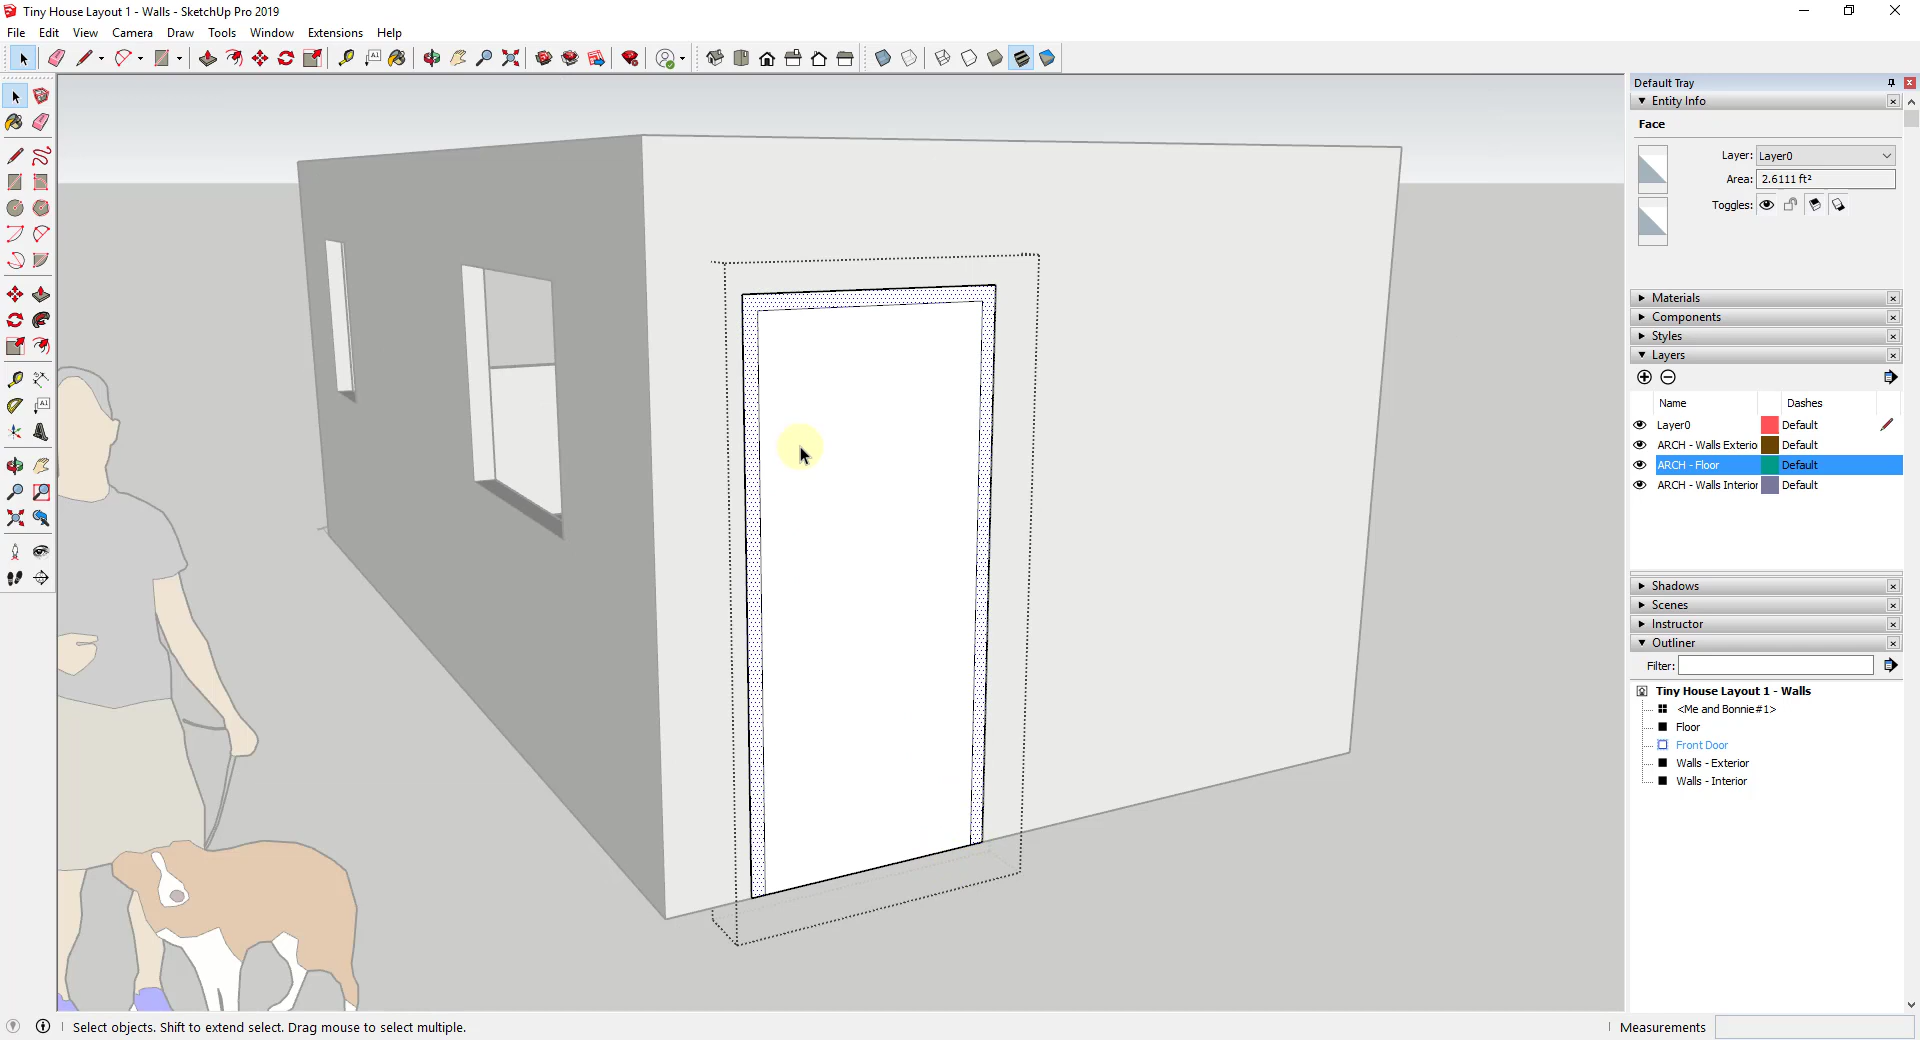 Tiny House Layout 1 - Walls - SketchUp Pro 2019
File Edit View Camera Draw Tools Window Extensions Help
Default Tray
Entity Info
Face
Layer: Layer0
Area: 2.6111 ft²
Toggles:
Materials
Components
Styles
Layers
Name Dashes
Layer0 Default
ARCH - Walls Exterio Default
ARCH - Floor Default
ARCH - Walls Interior Default
Shadows
Scenes
Instructor
Outliner
Filter:
Tiny House Layout 1 - Walls
<Me and Bonnie#1>
Floor
Front Door
Walls - Exterior
Walls - Interior
Select objects. Shift to extend select. Drag mouse to select multiple.
Measurements